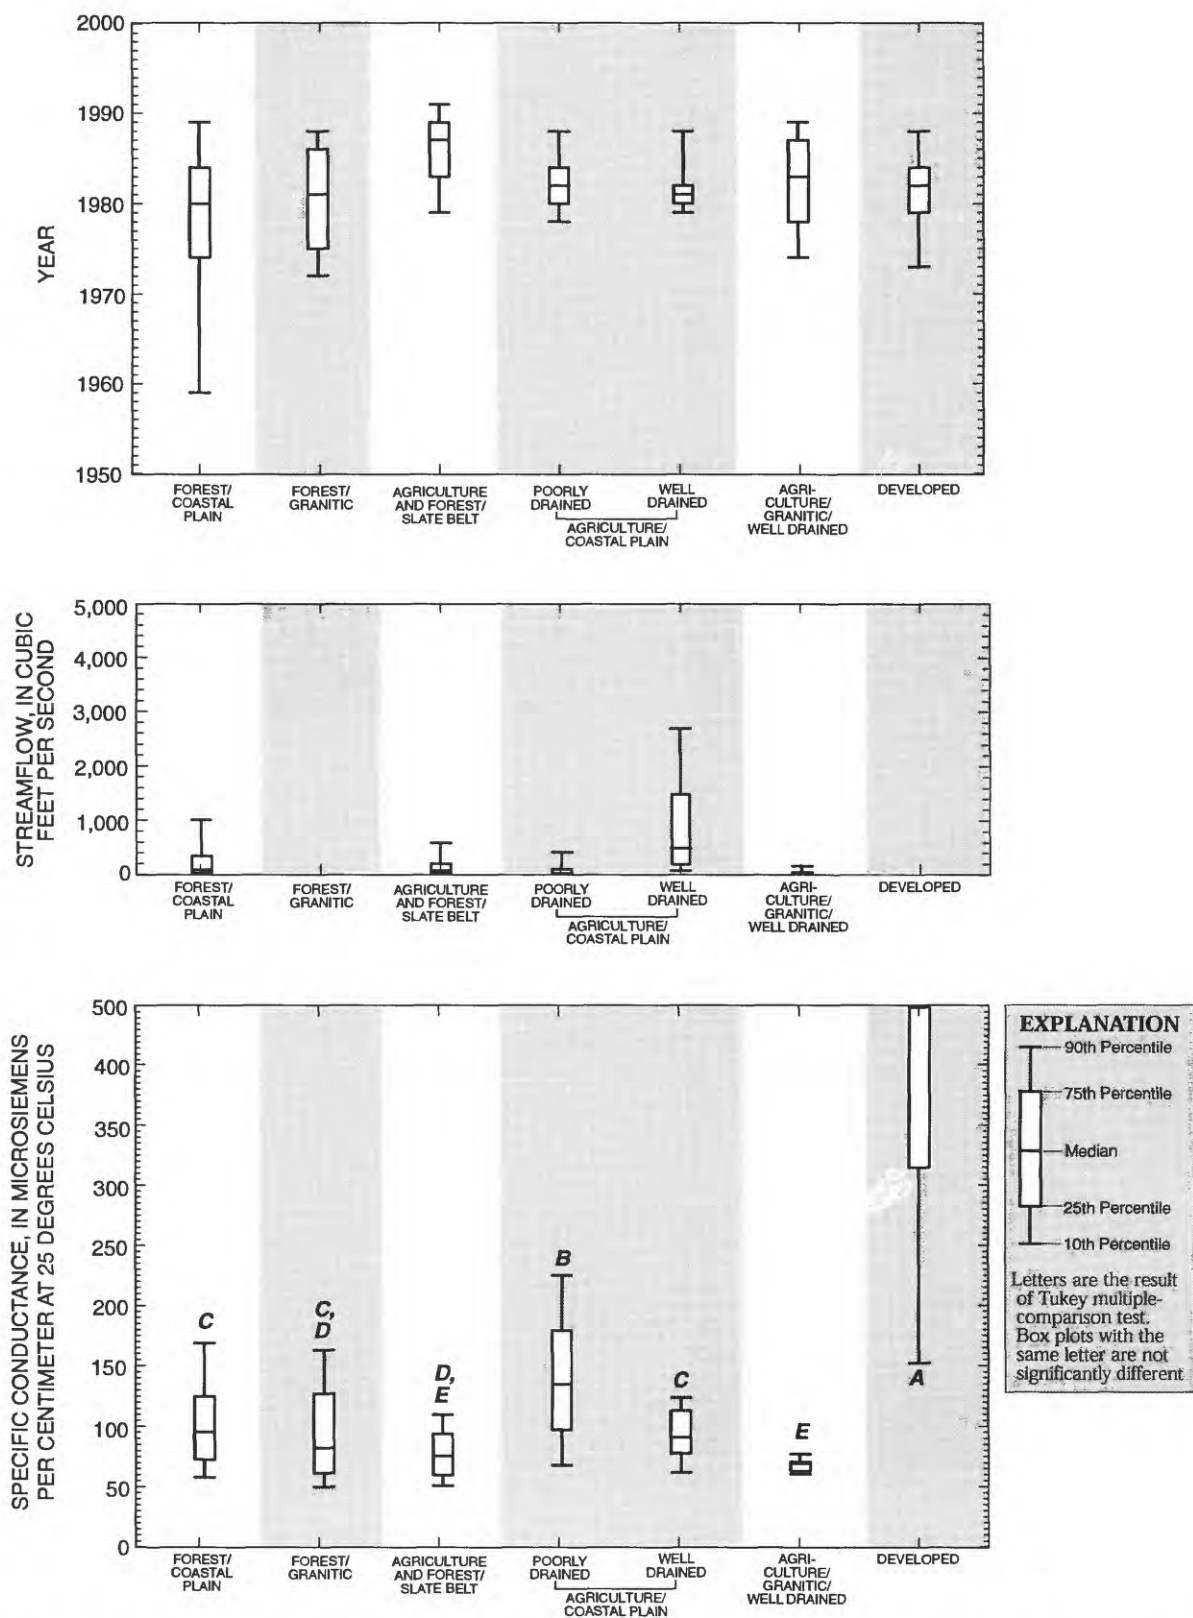 2000
1990
1980
1970
1960
1950
YEAR
FOREST/
COASTAL
PLAIN
FOREST/
GRANITIC
AGRICULTURE
AND FOREST/
SLATE BELT
POORLY
DRAINED
WELL
DRAINED
AGRICULTURE/
COASTAL PLAIN
AGRI-
CULTURE/
GRANITIC/
WELL DRAINED
DEVELOPED
STREAMFLOW, IN CUBIC
FEET PER SECOND
5,000
4,000
3,000
2,000
1,000
0
FOREST/
COASTAL
PLAIN
FOREST/
GRANITIC
AGRICULTURE
AND FOREST/
SLATE BELT
POORLY
DRAINED
WELL
DRAINED
AGRICULTURE/
COASTAL PLAIN
AGRI-
CULTURE/
GRANITIC/
WELL DRAINED
DEVELOPED
SPECIFIC CONDUCTANCE, IN MICROSIEMENS
PER CENTIMETER AT 25 DEGREES CELSIUS
500
400
350
300
250
200
150
100
50
0
C
C,
D
D,
E
B
C
E
A
FOREST/
COASTAL
PLAIN
FOREST/
GRANITIC
AGRICULTURE
AND FOREST/
SLATE BELT
POORLY
DRAINED
WELL
DRAINED
AGRICULTURE/
COASTAL PLAIN
AGRI-
CULTURE/
GRANITIC/
WELL DRAINED
DEVELOPED
EXPLANATION
90th Percentile
75th Percentile
Median
25th Percentile
10th Percentile
Letters are the result
of Tukey multiple-
comparison test.
Box plots with the
same letter are not
significantly different